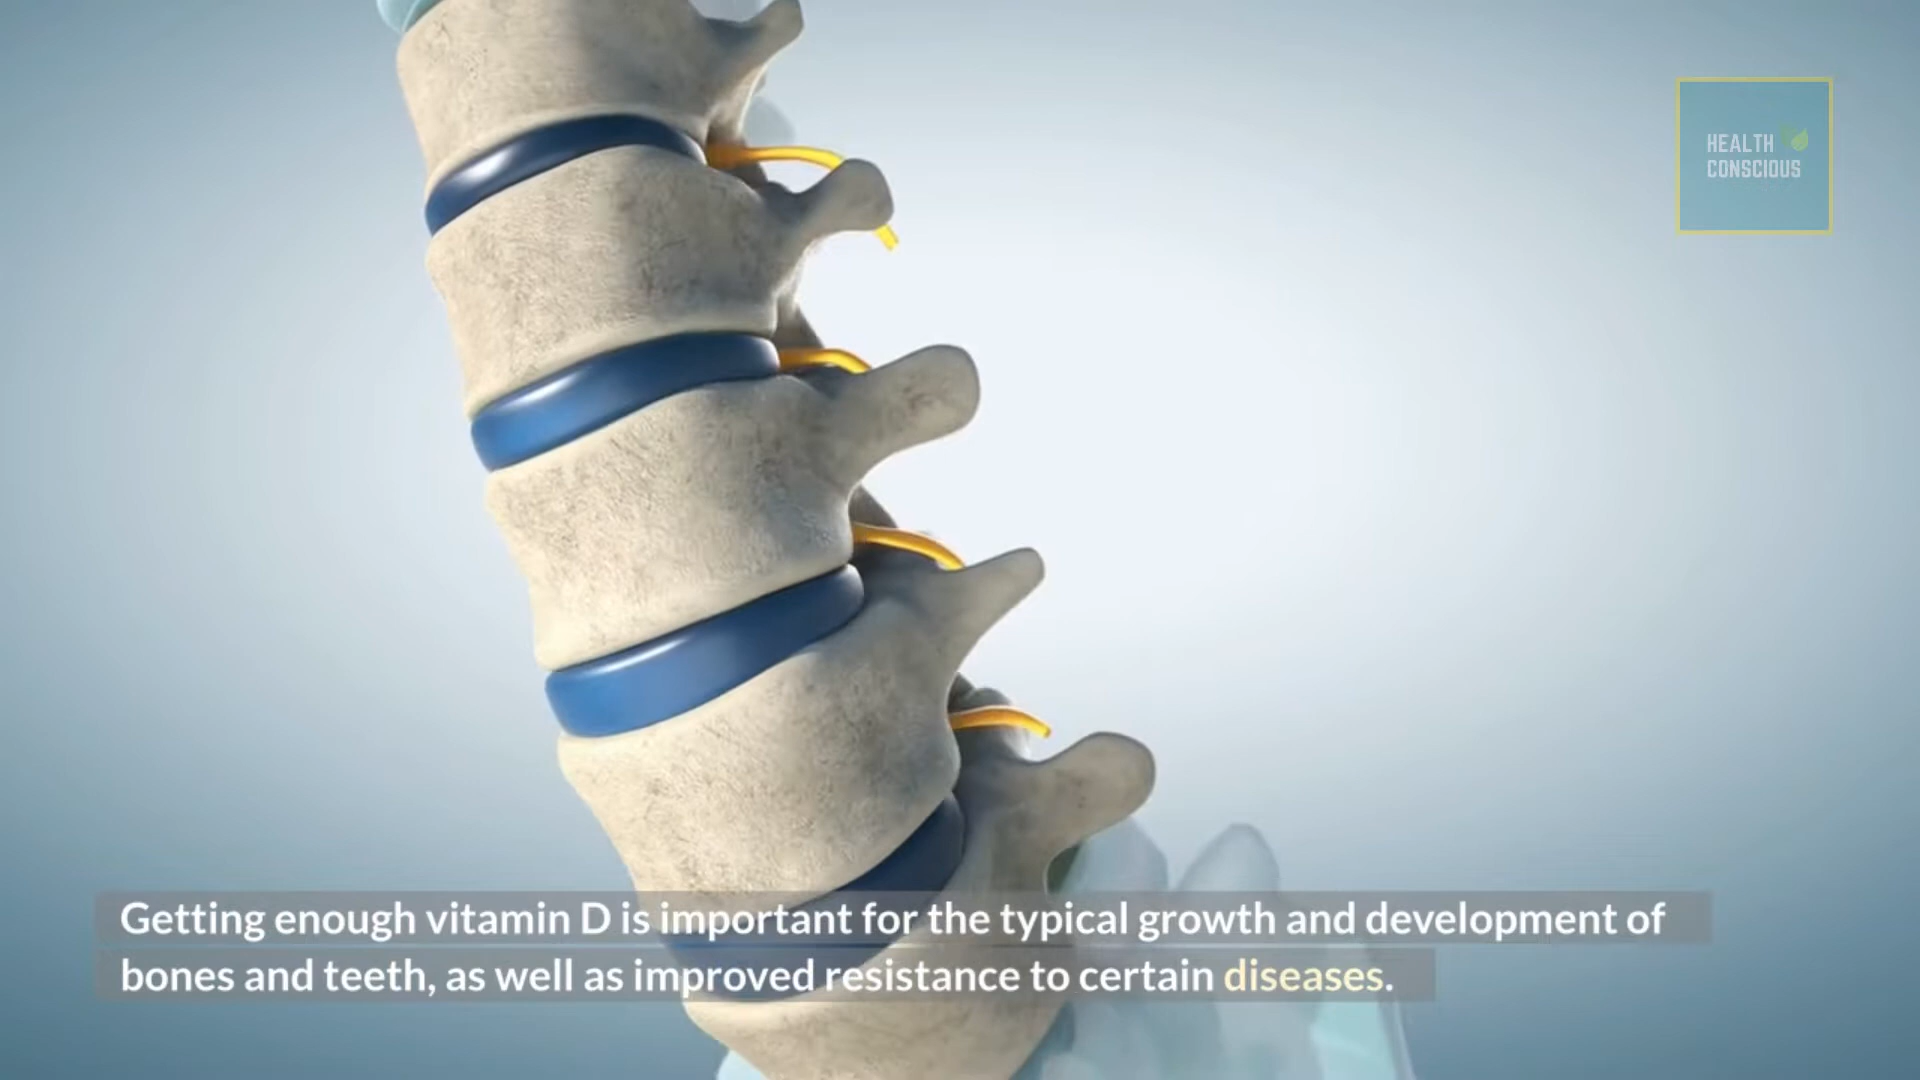 HEALTH
CONSCIOUS
Getting enough vitamin D is important for the typical growth and development of
bones and teeth, as well as improved resistance to certain diseases.